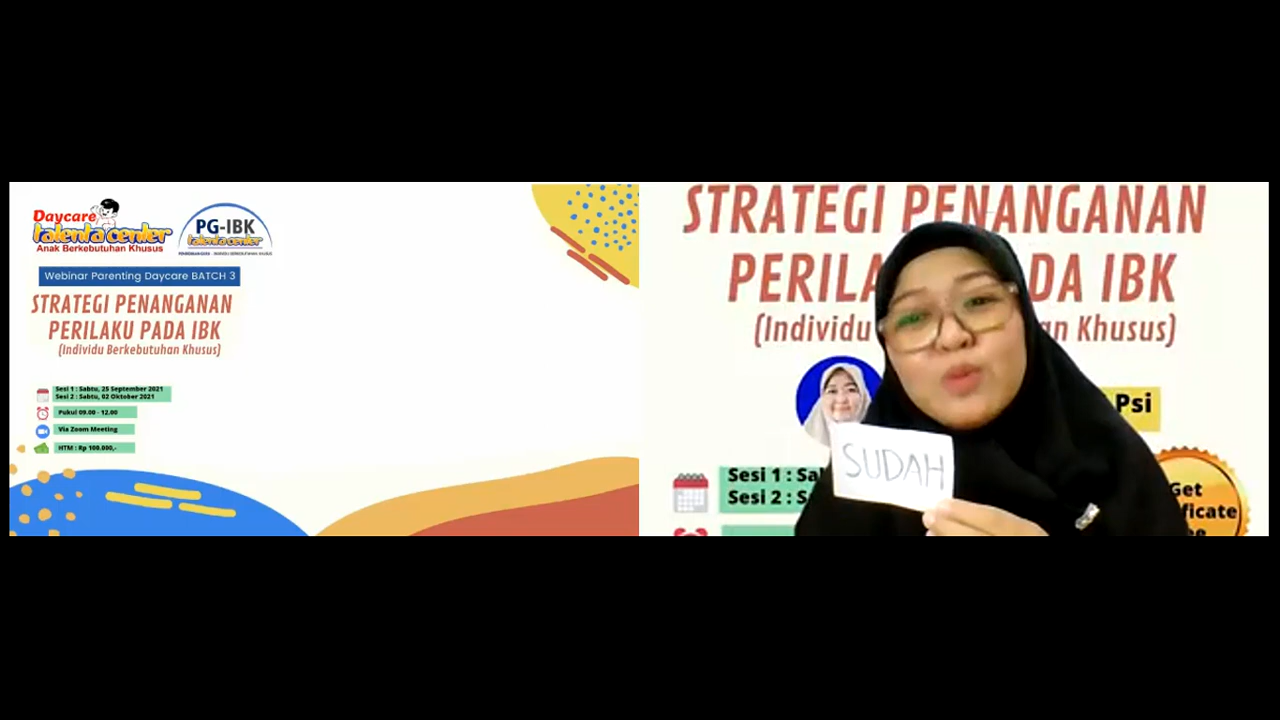 Daycare
talenta center
Anak Berkebutuhan Khusus
PG-IBK
talenta center
Webinar Parenting Daycare BATCH 3
STRATEGI PENANGANAN
PERILAKU PADA IBK
(Individu Berkebutuhan Khusus)
Sesi 1 : Sabtu, 25 September 2021
Sesi 2 : Sabtu, 02 Oktober 2021
Pukul 09.00 - 12.00
Via Zoom Meeting
HTM : Rp 100.000,-
STRATEGI PENANGANAN
PERILA DA IBK
(Individu an Khusus)
Psi
SUDAH
Sesi 1 : Sa
Sesi 2 : S
Get
ificate